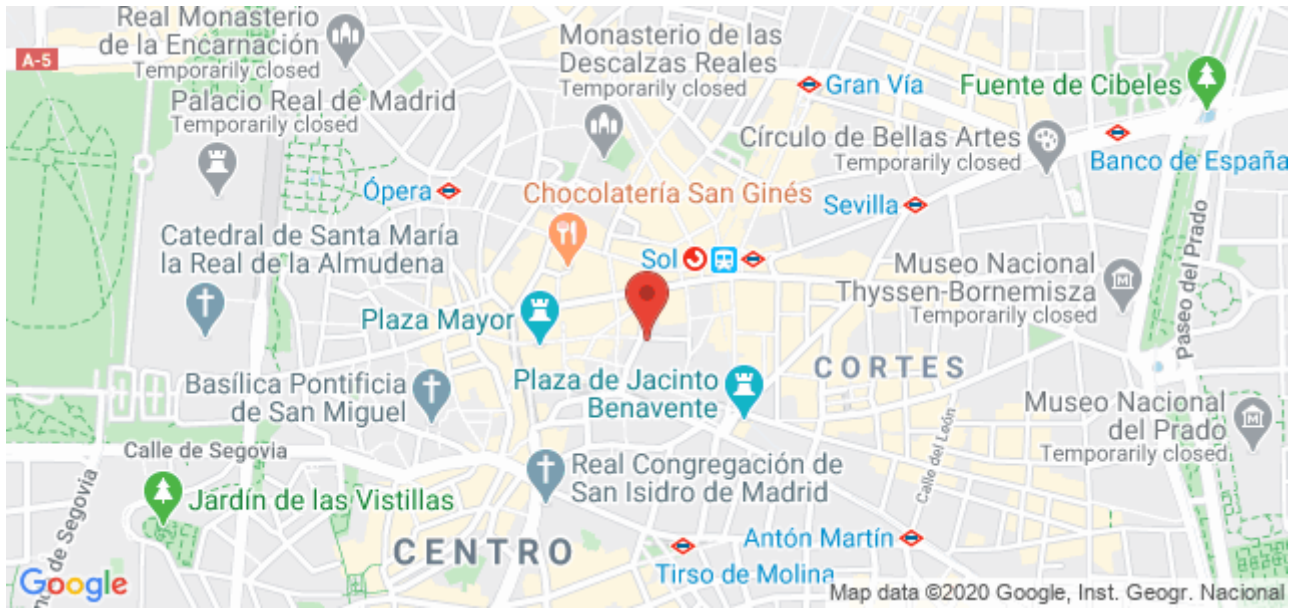 Real Monasterio
de la Encarnación
Temporarily closed
A-5
Monasterio de las
Descalzas Reales
Temporarily closed
Gran Vía
Fuente de Cibeles
Palacio Real de Madrid
Temporarily closed
Círculo de Bellas Artes
Temporarily closed
Banco de España
Ópera
Chocolatería San Ginés
Sevilla
Catedral de Santa María
la Real de la Almudena
Sol
Museo Nacional
Thyssen-Bornemisza
Temporarily closed
Paseo del Prado
Plaza Mayor
Basílica Pontificia
de San Miguel
Plaza de Jacinto
Benavente
CORTES
Museo Nacional
del Prado
Temporarily closed
Calle de Segovia
Calle del León
Real Congregación de
San Isidro de Madrid
Jardín de las Vistillas
de Segovia
CENTRO
Antón Martín
Tirso de Molina
Google
Map data ©2020 Google, Inst. Geogr. Nacional